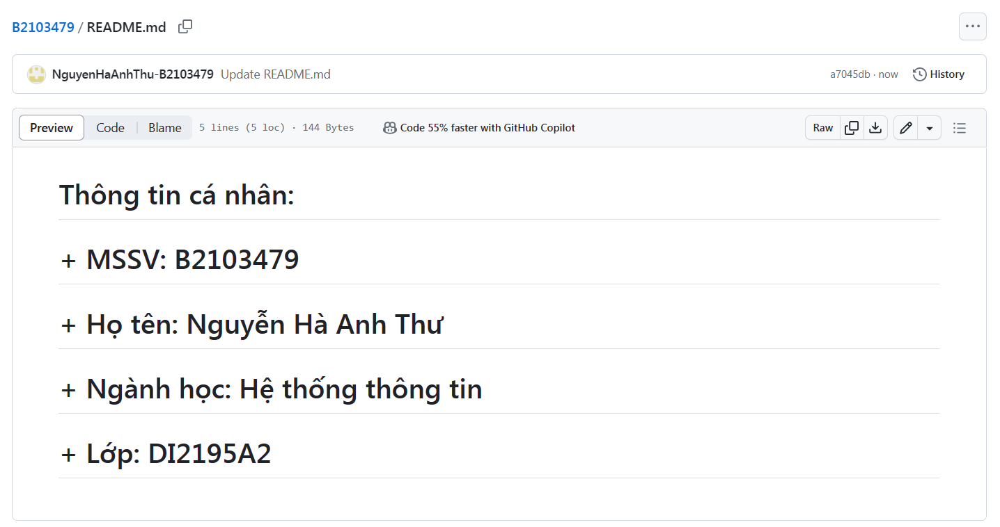 B2103479 / README.md
NguyenHaAnhThu-B2103479 Update README.md a7045db · now History
Preview Code Blame 5 lines (5 loc) · 144 Bytes Code 55% faster with GitHub Copilot Raw
Thông tin cá nhân:
+ MSSV: B2103479
+ Họ tên: Nguyễn Hà Anh Thư
+ Ngành học: Hệ thống thông tin
+ Lớp: DI2195A2